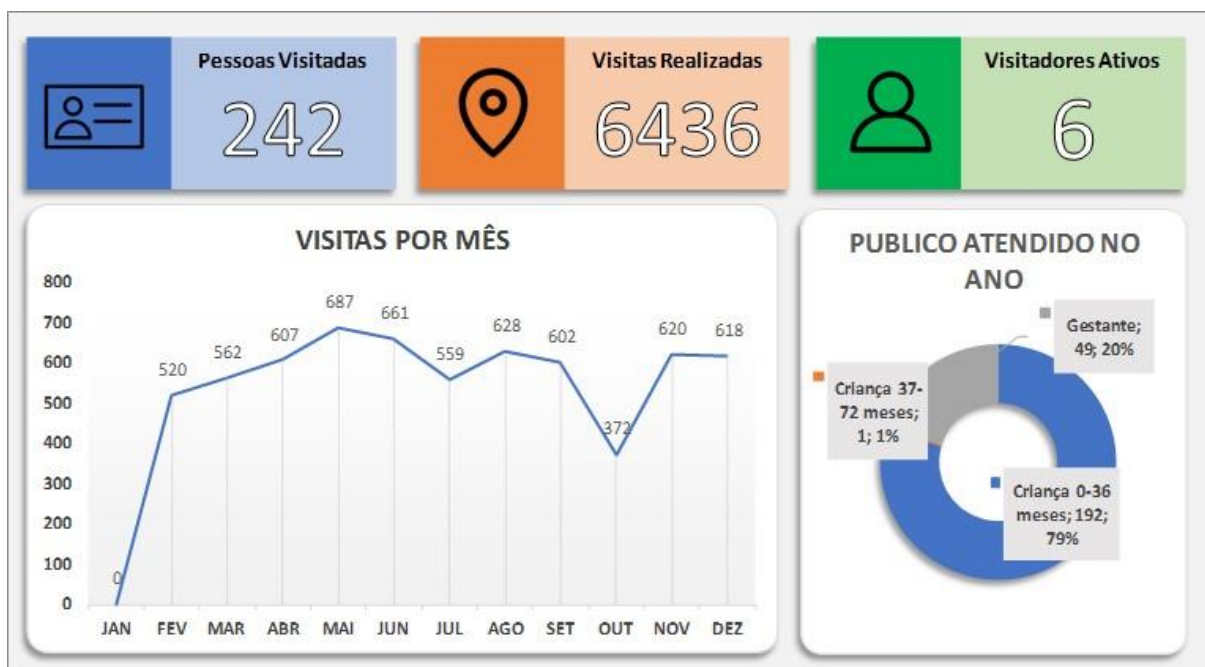 Pessoas Visitadas
242
Visitas Realizadas
6436
Visitadores Ativos
6
VISITAS POR MÊS
800
700
600
500
400
300
200
100
0
0
520
562
607
687
661
559
628
602
372
620
618
JAN FEV MAR ABR MAI JUN JUL AGO SET OUT NOV DEZ
PUBLICO ATENDIDO NO
ANO
Gestante;
49; 20%
Criança 37-
72 meses;
1; 1%
Criança 0-36
meses; 192;
79%